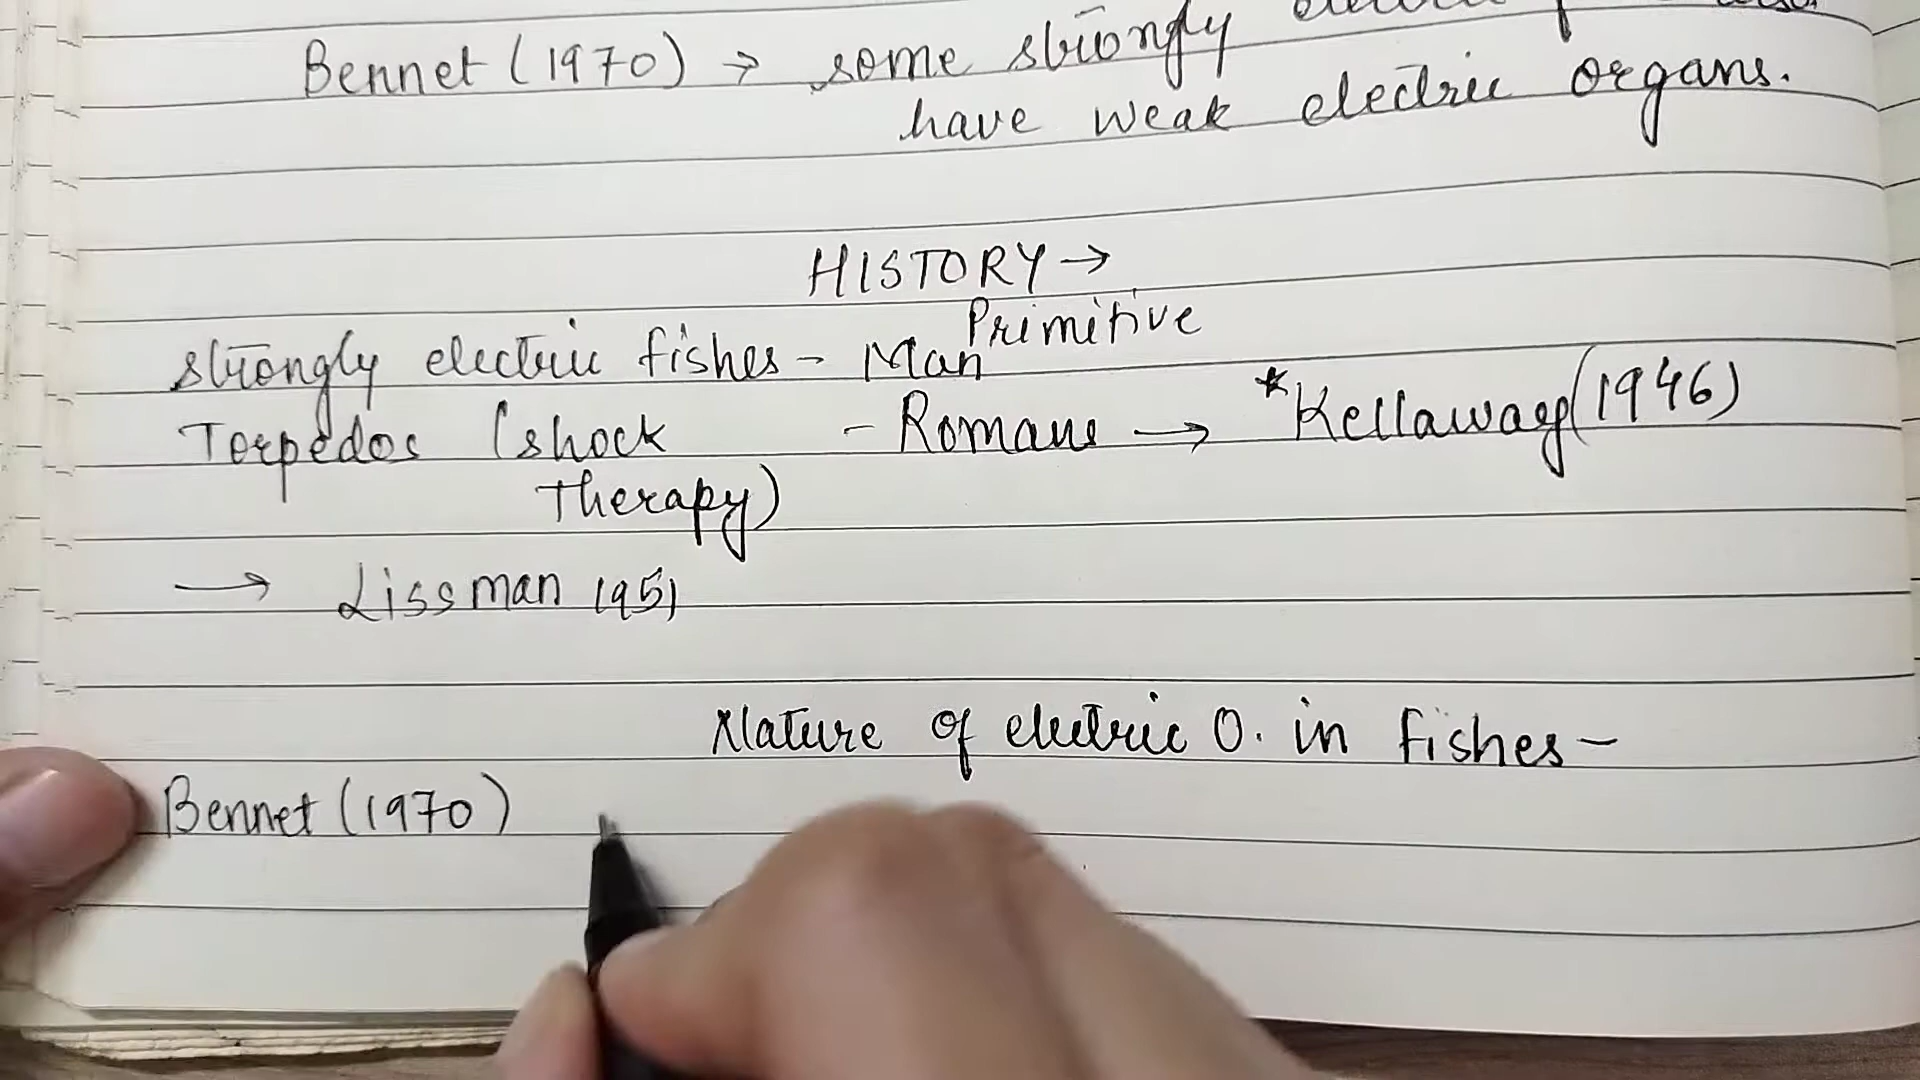 Bennet (1970) → some strongly
have weak electric organs.
HISTORY →
Primitive
strongly electric fishes - Man
Torpedos (shock - Romans → *Kellaway (1946)
Therapy)
→ Lissman 1951
Nature of electric O. in fishes -
Bennet (1970)